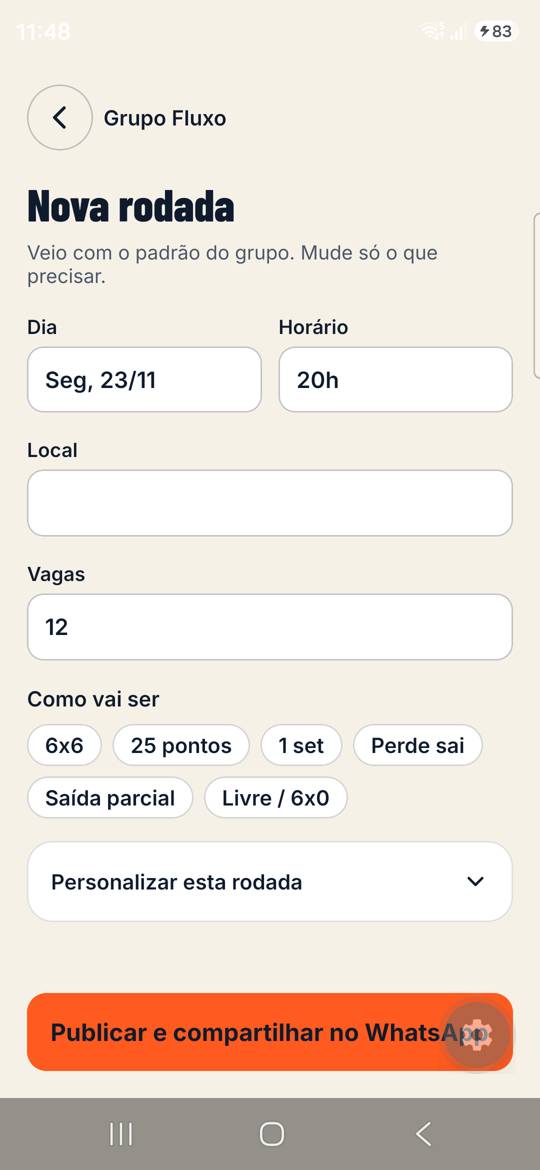 11:48
83
Grupo Fluxo
Nova rodada
Veio com o padrão do grupo. Mude só o que
precisar.
Dia
Horário
Seg, 23/11
20h
Local
Vagas
12
Como vai ser
6x6
25 pontos
1 set
Perde sai
Saída parcial
Livre / 6x0
Personalizar esta rodada
Publicar e compartilhar no WhatsApp